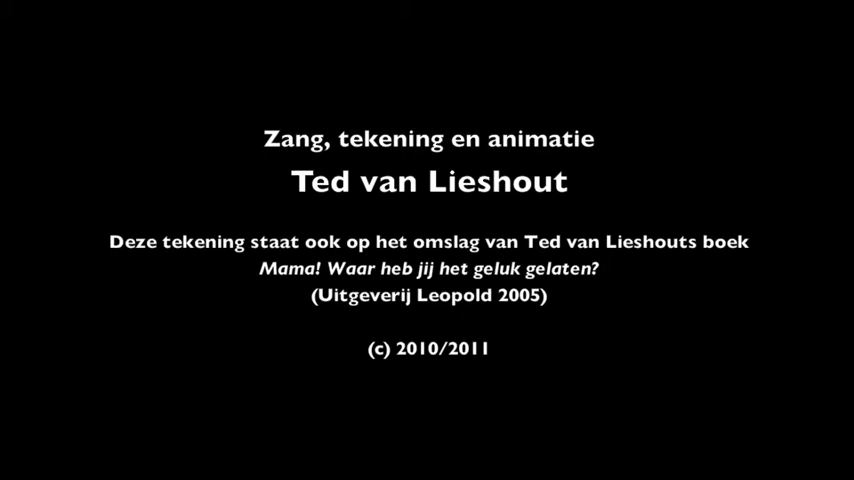 Zang, tekening en animatie
Ted van Lieshout
Deze tekening staat ook op het omslag van Ted van Lieshouts boek
Mama! Waar heb jij het geluk gelaten?
(Uitgeverij Leopold 2005)
(c) 2010/2011